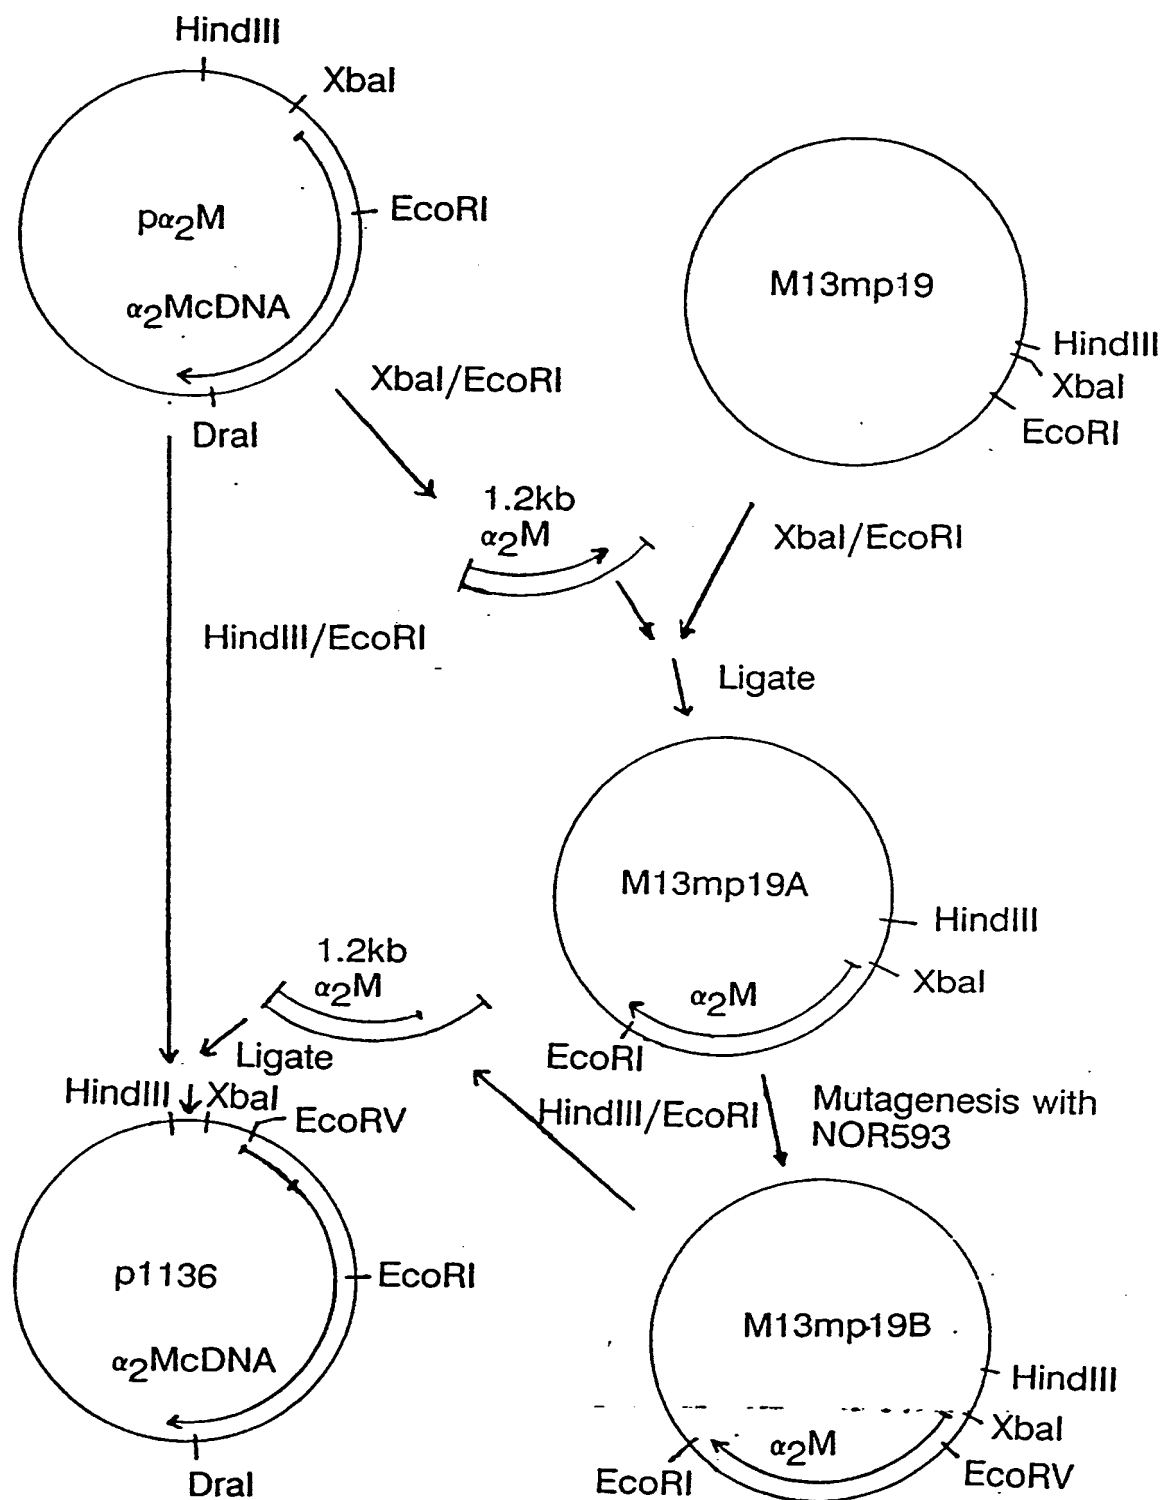 HindIII
XbaI
EcoRI
pα2M
α2McDNA
DraI
M13mp19
HindIII
XbaI
EcoRI
XbaI/EcoRI
1.2kb
α2M
XbaI/EcoRI
HindIII/EcoRI
Ligate
M13mp19A
HindIII
XbaI
α2M
EcoRI
1.2kb
α2M
Ligate
HindIII/EcoRI
Mutagenesis with
NOR593
HindIII
XbaI
EcoRV
EcoRI
p1136
α2McDNA
DraI
M13mp19B
HindIII
XbaI
EcoRV
α2M
EcoRI